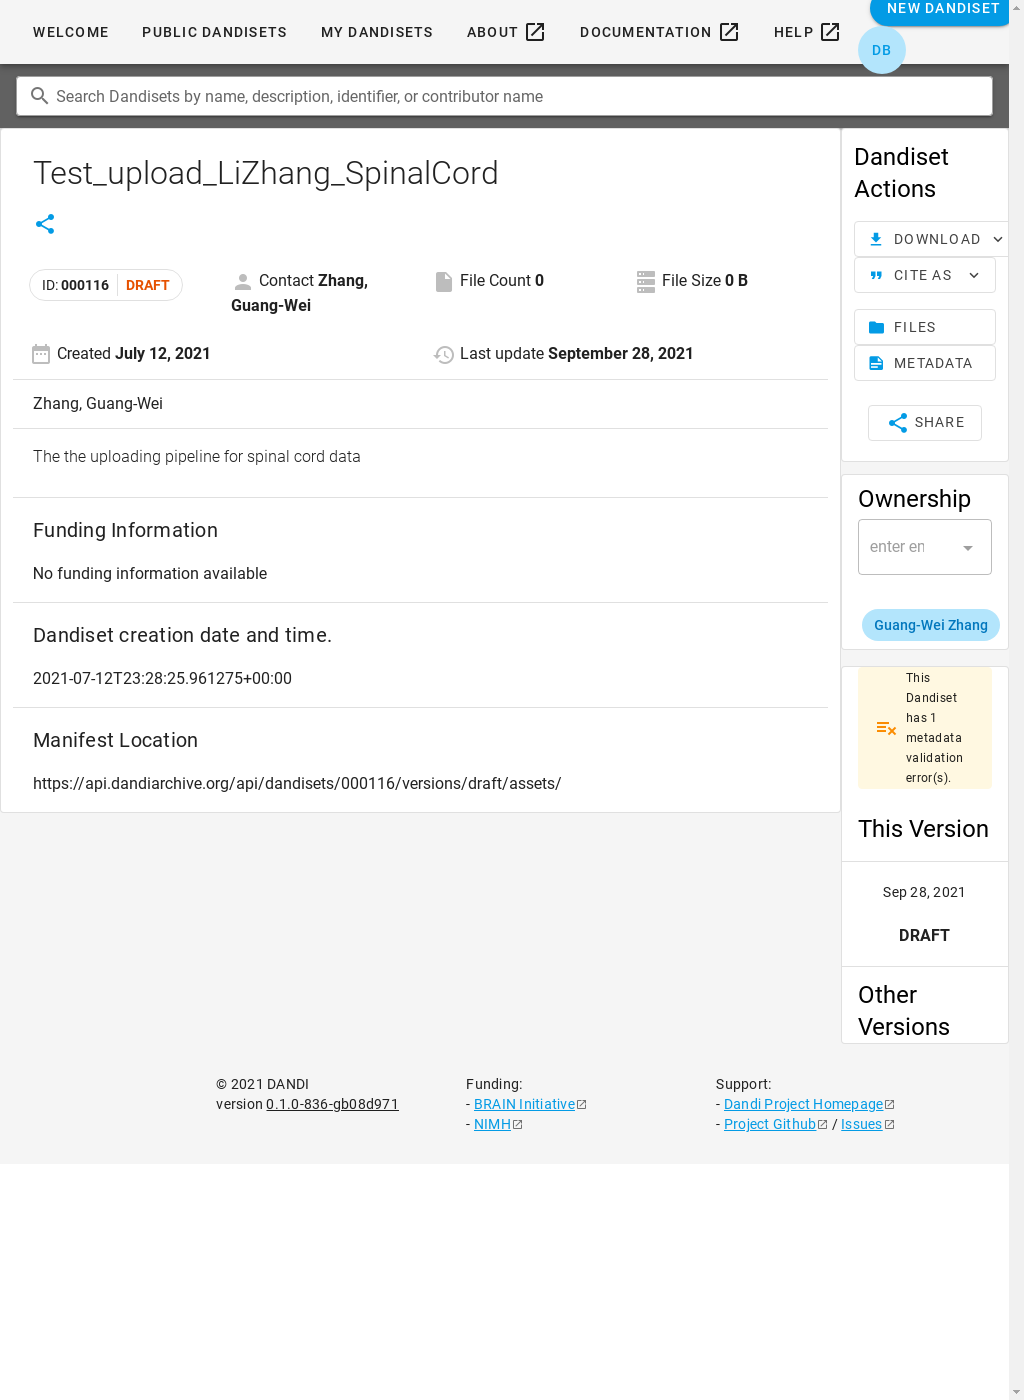 NEW DANDISET
WELCOME
PUBLIC DANDISETS
MY DANDISETS
ABOUT
DOCUMENTATION
HELP
DB
Search Dandisets by name, description, identifier, or contributor name
Test_upload_LiZhang_SpinalCord
ID: 000116 DRAFT
Contact Zhang,
Guang-Wei
File Count 0
File Size 0 B
Created July 12, 2021
Last update September 28, 2021
Zhang, Guang-Wei
The the uploading pipeline for spinal cord data
Funding Information
No funding information available
Dandiset creation date and time.
2021-07-12T23:28:25.961275+00:00
Manifest Location
https://api.dandiarchive.org/api/dandisets/000116/versions/draft/assets/
Dandiset
Actions
DOWNLOAD
CITE AS
FILES
METADATA
SHARE
Ownership
enter en
Guang-Wei Zhang
This
Dandiset
has 1
metadata
validation
error(s).
This Version
Sep 28, 2021
DRAFT
Other
Versions
© 2021 DANDI
version 0.1.0-836-gb08d971
Funding:
- BRAIN Initiative
- NIMH
Support:
- Dandi Project Homepage
- Project Github / Issues